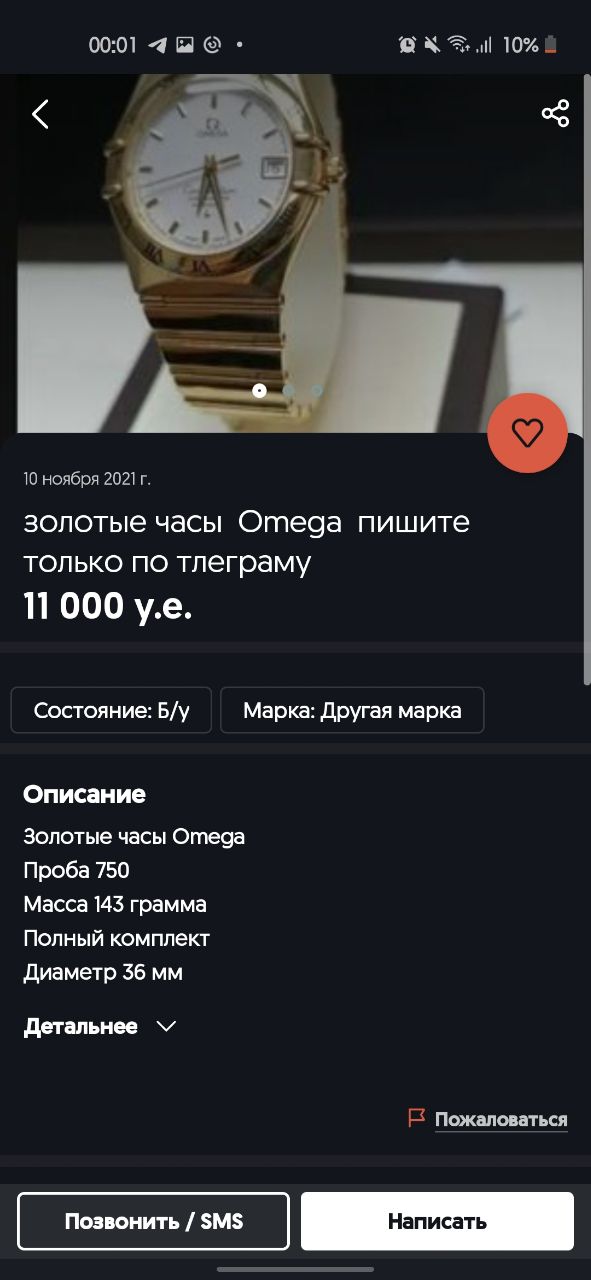 00:01
10%
OMEGA
10 ноября 2021 г.
золотые часы Omega пишите
только по тлеграму
11 000 у.е.
Состояние: Б/у
Марка: Другая марка
Описание
Золотые часы Omega
Проба 750
Масса 143 грамма
Полный комплект
Диаметр 36 мм
Детальнее
Пожаловаться
Позвонить / SMS
Написать